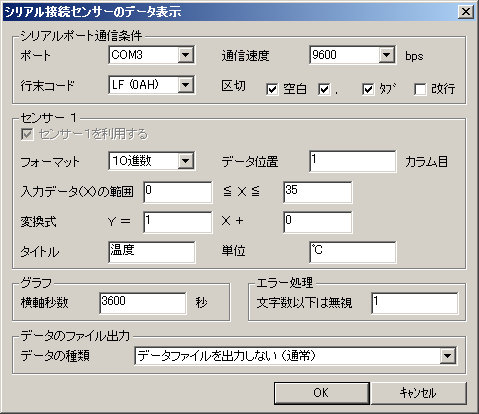 シリアル接続センサーのデータ表示
シリアルポート通信条件
ポート COM3 通信速度 9600 bps
行末コード LF (0AH) 区切 空白 , ﾀﾌﾞ 改行
センサー 1
センサー1を利用する
フォーマット 10進数 データ位置 1 カラム目
入力データ(X)の範囲 0 ≦ X ≦ 35
変換式 Y = 1 X + 0
タイトル 温度 単位 ℃
グラフ エラー処理
横軸秒数 3600 秒 文字数以下は無視 1
データのファイル出力
データの種類 データファイルを出力しない (通常)
OK ｷｬﾝｾﾙ